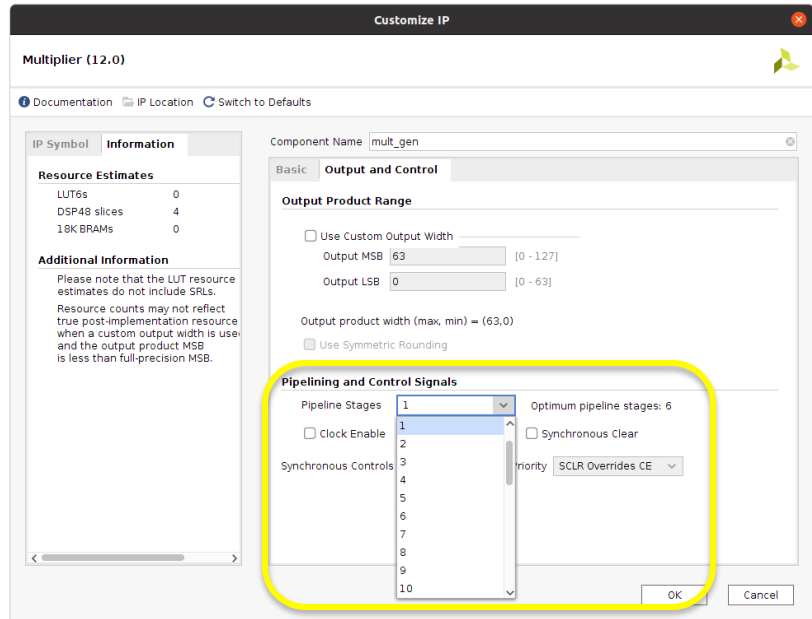 Customize IP
Multiplier (12.0)
Documentation IP Location Switch to Defaults
IP Symbol Information
Resource Estimates
LUT6s 0
DSP48 slices 4
18K BRAMs 0
Additional Information
Please note that the LUT resource
estimates do not include SRLs.
Resource counts may not reflect
true post-implementation resource
when a custom output width is use
and the output product MSB
is less than full-precision MSB.
Component Name mult_gen
Basic Output and Control
Output Product Range
Use Custom Output Width
Output MSB 63 [0 - 127]
Output LSB 0 [0 - 63]
Output product width (max, min) = (63,0)
Use Symmetric Rounding
Pipelining and Control Signals
Pipeline Stages 1 Optimum pipeline stages: 6
Clock Enable 1 Synchronous Clear
2
Synchronous Controls 3 riority SCLR Overrides CE
4
5
6
7
8
9
10
OK Cancel